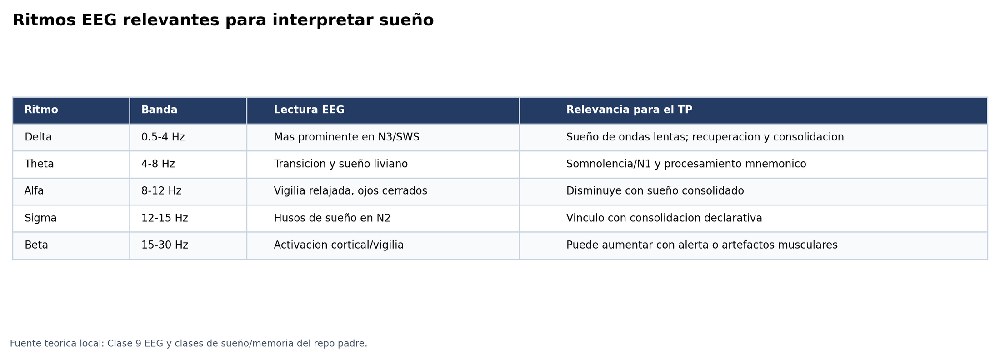 Ritmos EEG relevantes para interpretar sueño
Ritmo Banda Lectura EEG Relevancia para el TP
Delta 0.5-4 Hz Mas prominente en N3/SWS Sueño de ondas lentas; recuperacion y consolidacion
Theta 4-8 Hz Transicion y sueño liviano Somnolencia/N1 y procesamiento mnemonico
Alfa 8-12 Hz Vigilia relajada, ojos cerrados Disminuye con sueño consolidado
Sigma 12-15 Hz Husos de sueño en N2 Vinculo con consolidacion declarativa
Beta 15-30 Hz Activacion cortical/vigilia Puede aumentar con alerta o artefactos musculares
Fuente teorica local: Clase 9 EEG y clases de sueño/memoria del repo padre.